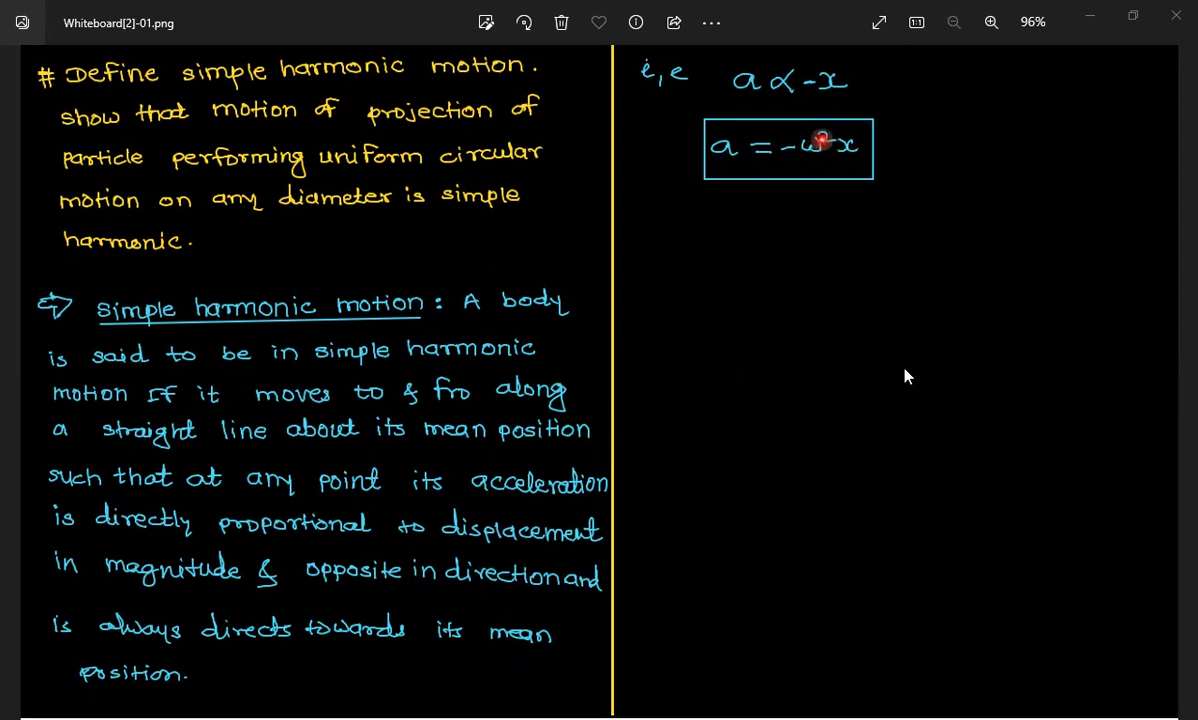 Whiteboard[2]-01.png
96%
# Define simple harmonic motion.
show that motion of projection of
particle performing uniform circular
motion on any diameter is simple
harmonic.
⇒ simple harmonic motion: A body
is said to be in simple harmonic
motion If it moves to & fro along
a straight line about its mean position
such that at any point its acceleration
is directly proportional to displacement
in magnitude & opposite in direction and
is always directs towards its mean
position.
i,e a ∝ -x
a = -ω²x